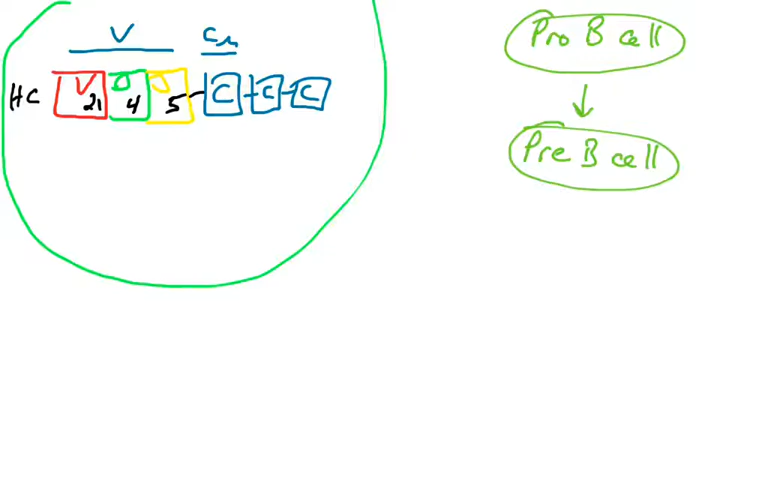 V Cμ
HC V 21 D 4 J 5 C C C
Pro B cell
Pre B cell